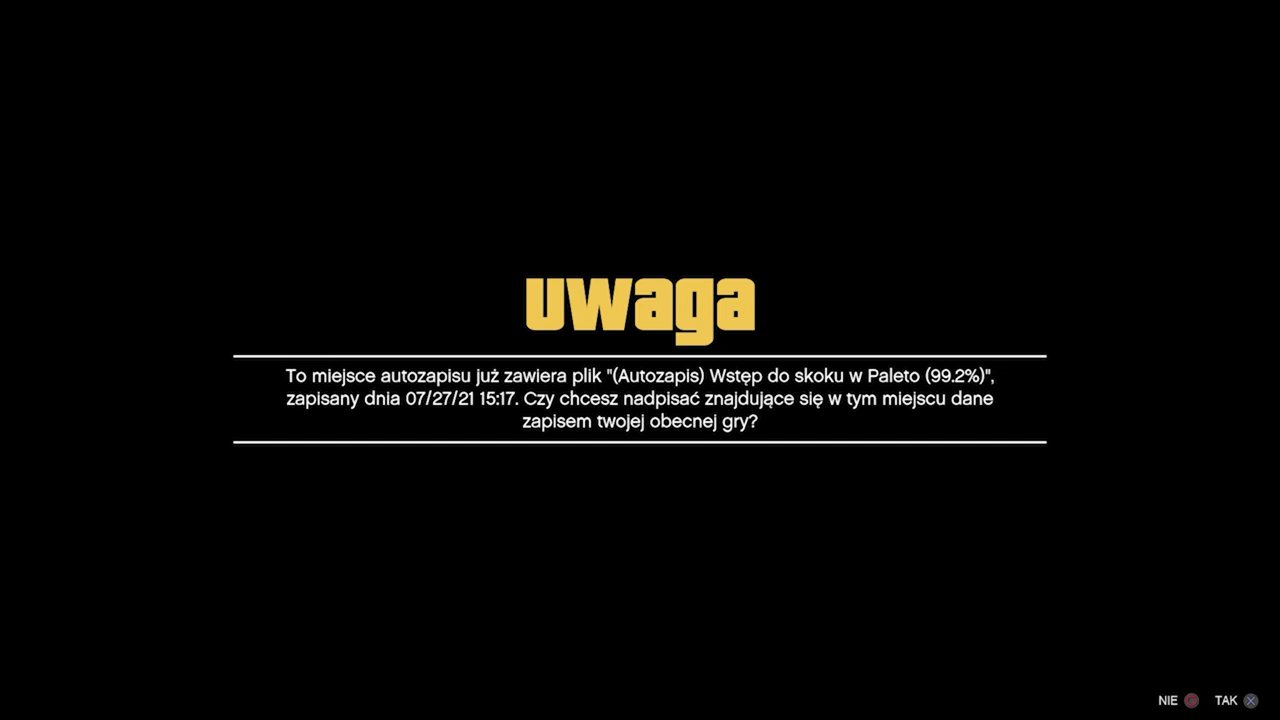 uwaga
To miejsce autozapisu już zawiera plik "(Autozapis) Wstęp do skoku w Paleto (99.2%)",
zapisany dnia 07/27/21 15:17. Czy chcesz nadpisać znajdujące się w tym miejscu dane
zapisem twojej obecnej gry?
NIE TAK